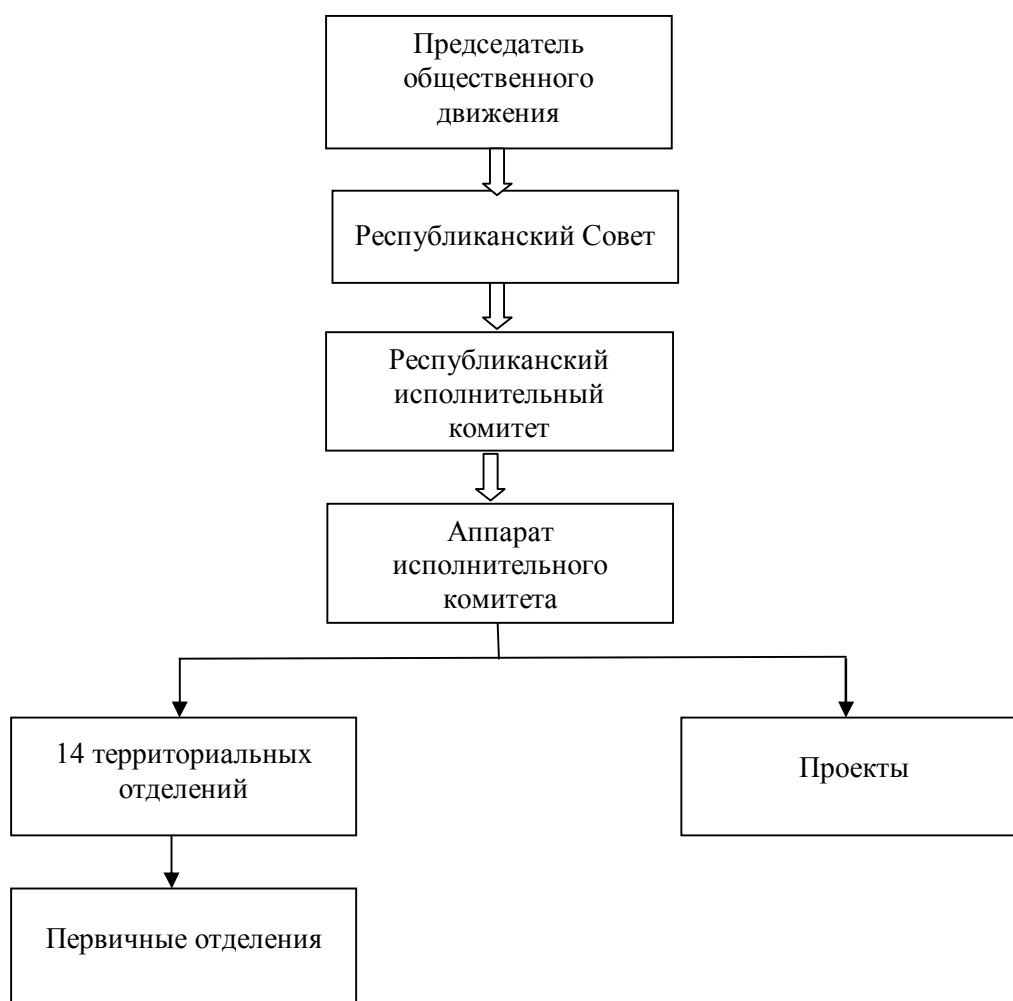 Председатель
общественного
движения
Республиканский Совет
Республиканский
исполнительный
комитет
Аппарат
исполнительного
комитета
14 территориальных
отделений
Проекты
Первичные отделения